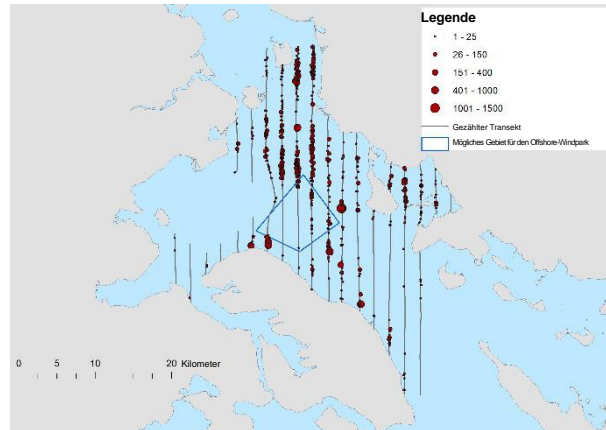 Legende
1 - 25
26 - 150
151 - 400
401 - 1000
1001 - 1500
Gezählter Transekt
Mögliches Gebiet für den Offshore-Windpark
0 5 10 20 Kilometer